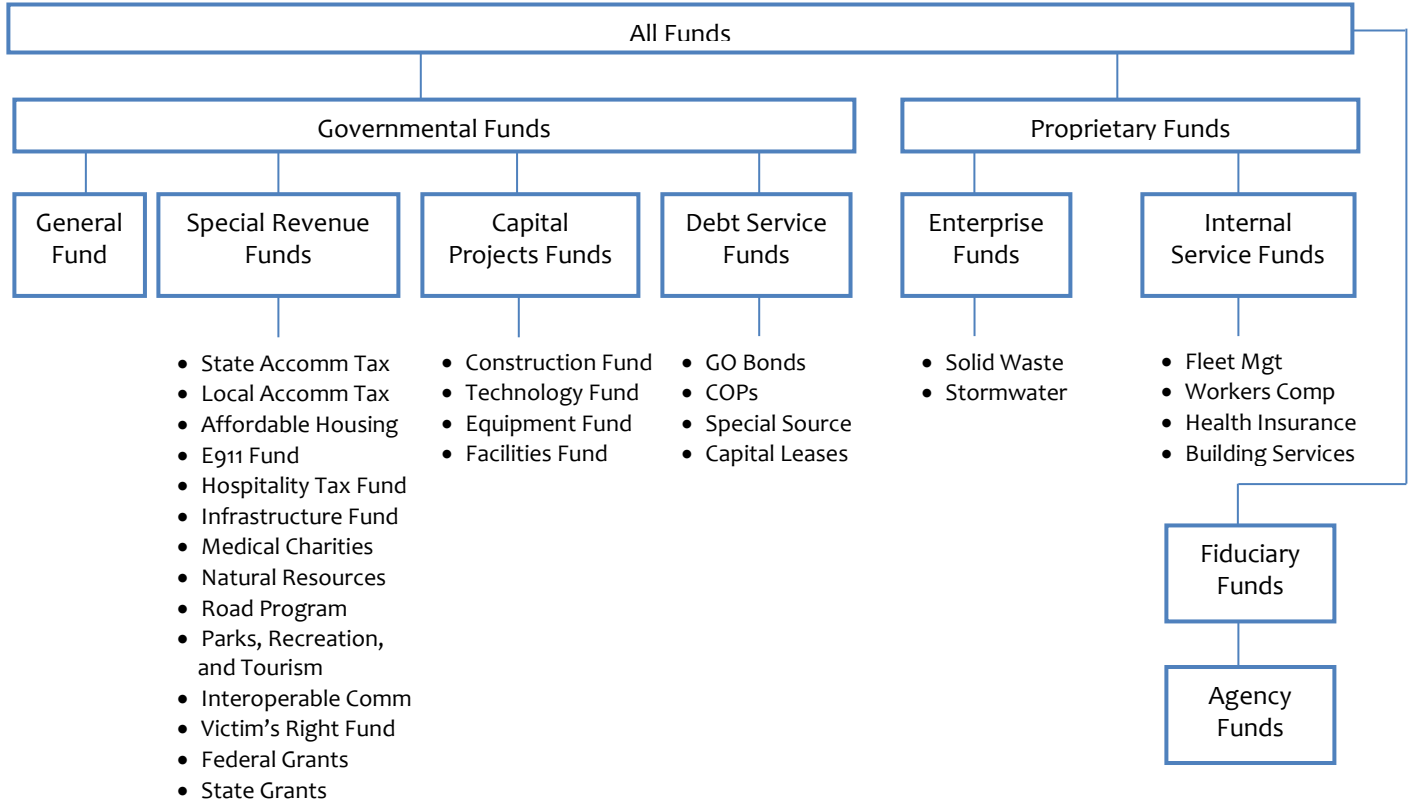 All Funds
Governmental Funds
Proprietary Funds
General
Fund
Special Revenue
Funds
Capital
Projects Funds
Debt Service
Funds
Enterprise
Funds
Internal
Service Funds
• State Accomm Tax
• Local Accomm Tax
• Affordable Housing
• E911 Fund
• Hospitality Tax Fund
• Infrastructure Fund
• Medical Charities
• Natural Resources
• Road Program
• Parks, Recreation,
and Tourism
• Interoperable Comm
• Victim’s Right Fund
• Federal Grants
• State Grants
• Construction Fund
• Technology Fund
• Equipment Fund
• Facilities Fund
• GO Bonds
• COPs
• Special Source
• Capital Leases
• Solid Waste
• Stormwater
• Fleet Mgt
• Workers Comp
• Health Insurance
• Building Services
Fiduciary
Funds
Agency
Funds